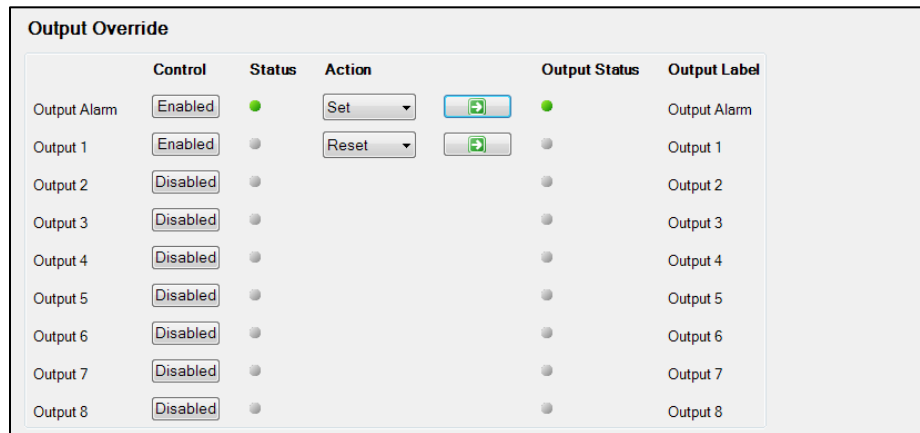 Output Override
Control Status Action Output Status Output Label
Output Alarm Enabled Set Output Alarm
Output 1 Enabled Reset Output 1
Output 2 Disabled Output 2
Output 3 Disabled Output 3
Output 4 Disabled Output 4
Output 5 Disabled Output 5
Output 6 Disabled Output 6
Output 7 Disabled Output 7
Output 8 Disabled Output 8